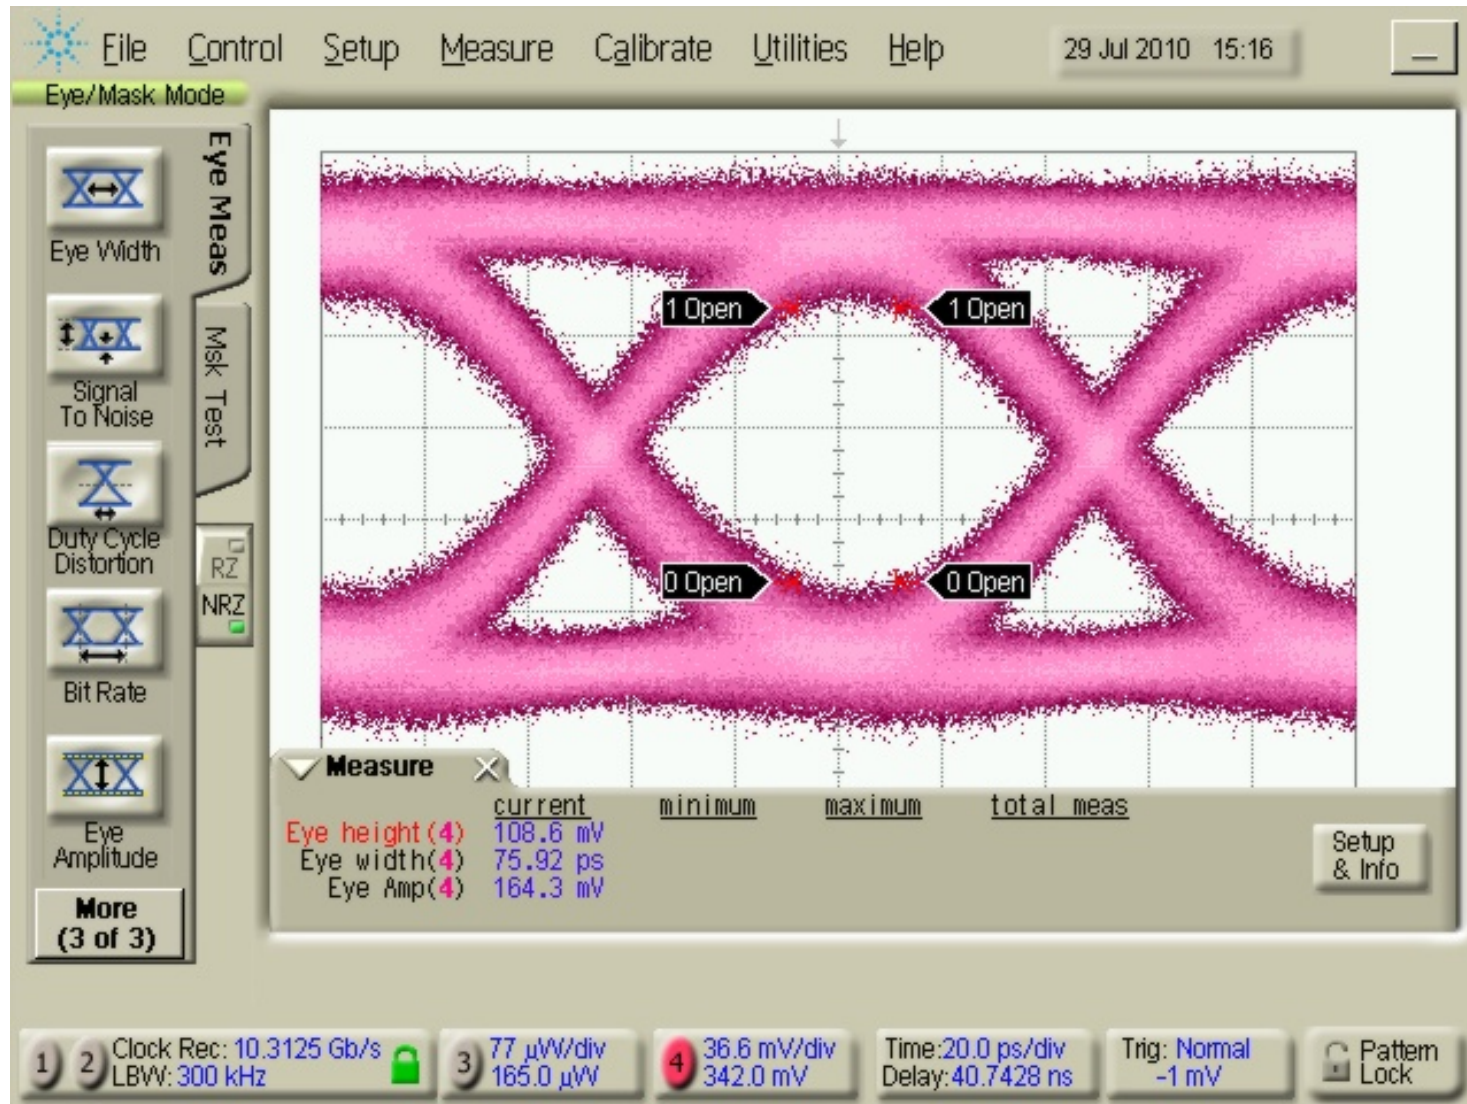 File Control Setup Measure Calibrate Utilities Help 29 Jul 2010 15:16
Eye/Mask Mode
Eye Meas
Msk Test
Eye Width
Signal
To Noise
Duty Cycle
Distortion
Bit Rate
Eye
Amplitude
More
(3 of 3)
RZ
NRZ
1 Open 1 Open
0 Open 0 Open
Measure
current minimum maximum total meas
Eye height(4) 108.6 mV
Eye width(4) 75.92 ps
Eye Amp(4) 164.3 mV
Setup
& Info
1 2 Clock Rec: 10.3125 Gb/s
LBW: 300 kHz
3 77 µW/div
165.0 µW
4 36.6 mV/div
342.0 mV
Time:20.0 ps/div
Delay:40.7428 ns
Trig: Normal
-1 mV
Pattern
Lock